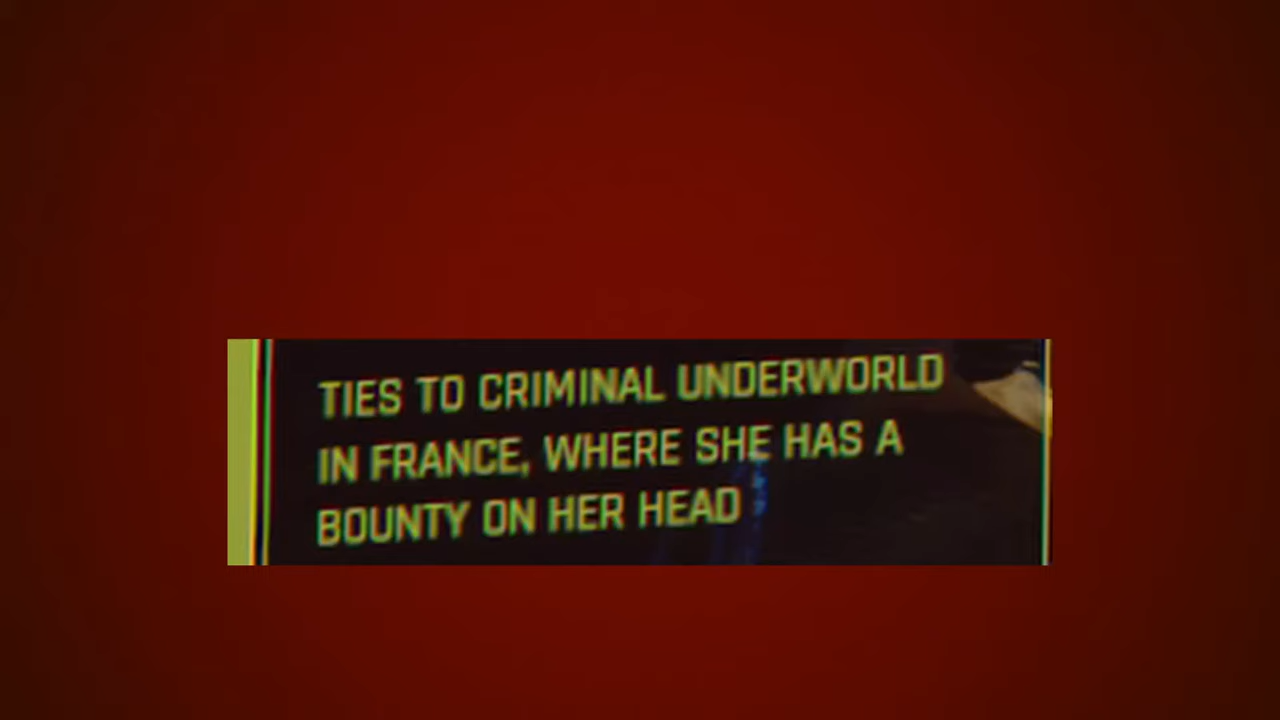 TIES TO CRIMINAL UNDERWORLD
IN FRANCE, WHERE SHE HAS A
BOUNTY ON HER HEAD